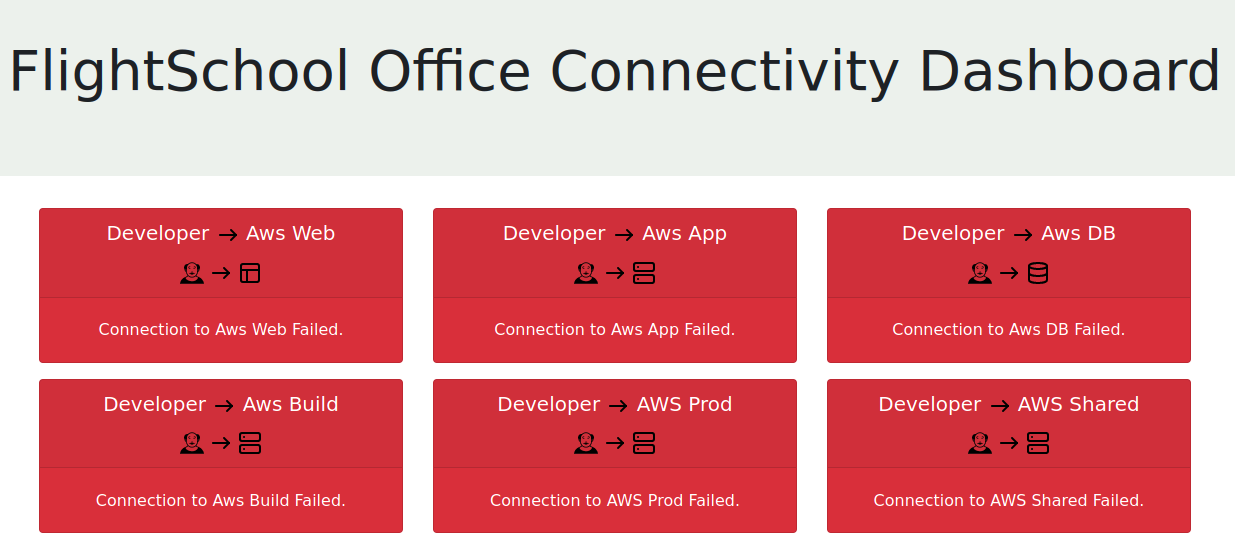 FlightSchool Office Connectivity Dashboard
Developer → Aws Web
Connection to Aws Web Failed.
Developer → Aws App
Connection to Aws App Failed.
Developer → Aws DB
Connection to Aws DB Failed.
Developer → Aws Build
Connection to Aws Build Failed.
Developer → AWS Prod
Connection to AWS Prod Failed.
Developer → AWS Shared
Connection to AWS Shared Failed.